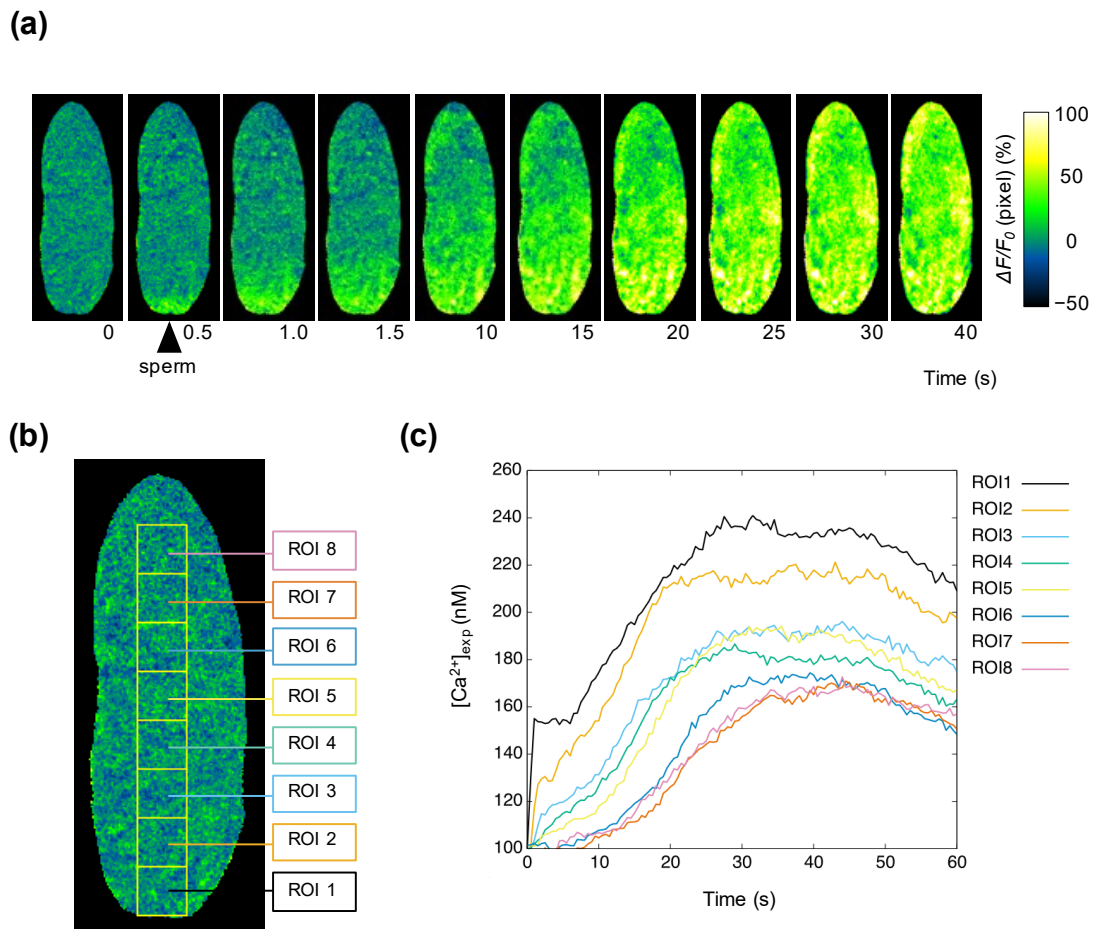 (a)
100
50
0
−50
ΔF/F0 (pixel) (%)
0 0.5 1.0 1.5 10 15 20 25 30 40
sperm
Time (s)
(b)
ROI 8
ROI 7
ROI 6
ROI 5
ROI 4
ROI 3
ROI 2
ROI 1
(c)
260
240
220
200
180
160
140
120
100
[Ca2+]exp (nM)
0 10 20 30 40 50 60
Time (s)
ROI1
ROI2
ROI3
ROI4
ROI5
ROI6
ROI7
ROI8